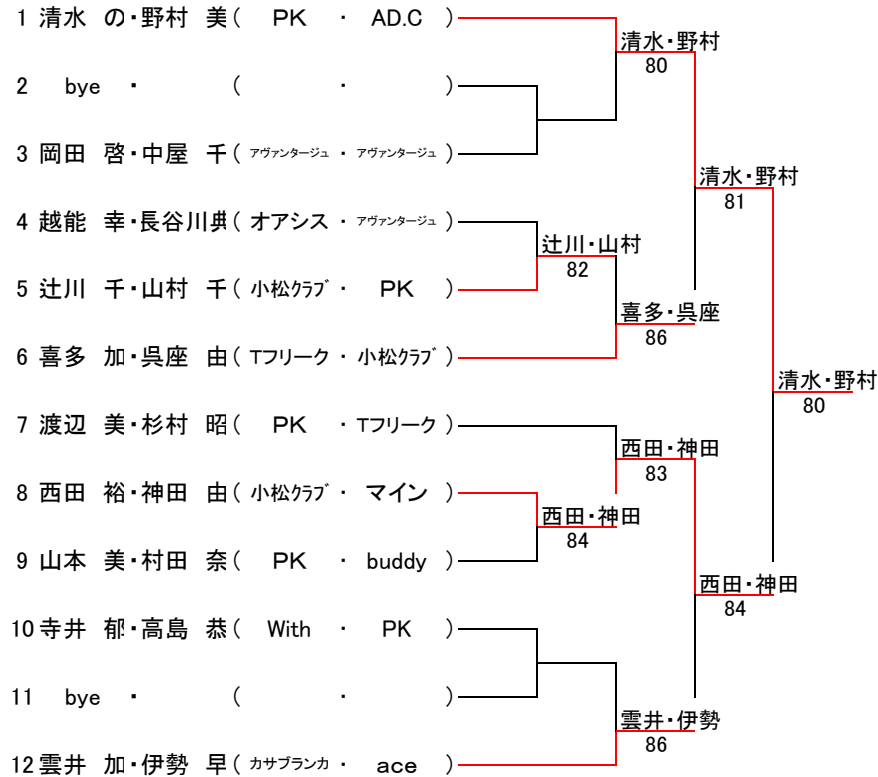 1 清水 の・野村 美 ( PK ・ AD.C )
清水・野村
80
2 bye ・ ( ・ )
3 岡田 啓・中屋 千 ( アヴァンタージュ ・ アヴァンタージュ )
清水・野村
81
4 越能 幸・長谷川典 ( オアシス ・ アヴァンタージュ )
辻川・山村
82
5 辻川 千・山村 千 ( 小松クラブ ・ PK )
喜多・呉座
86
6 喜多 加・呉座 由 ( Tフリーク ・ 小松クラブ )
清水・野村
80
7 渡辺 美・杉村 昭 ( PK ・ Tフリーク )
西田・神田
83
8 西田 裕・神田 由 ( 小松クラブ ・ マイン )
西田・神田
84
9 山本 美・村田 奈 ( PK ・ buddy )
西田・神田
84
10 寺井 郁・高島 恭 ( With ・ PK )
11 bye ・ ( ・ )
雲井・伊勢
86
12 雲井 加・伊勢 早 ( カサブランカ ・ ace )